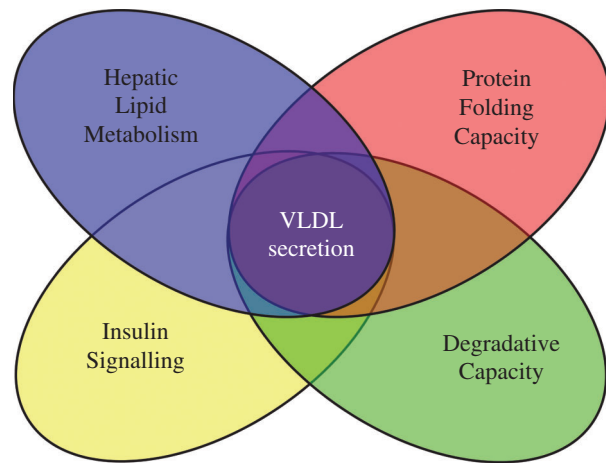 Hepatic
Lipid
Metabolism
Protein
Folding
Capacity
VLDL
secretion
Insulin
Signalling
Degradative
Capacity